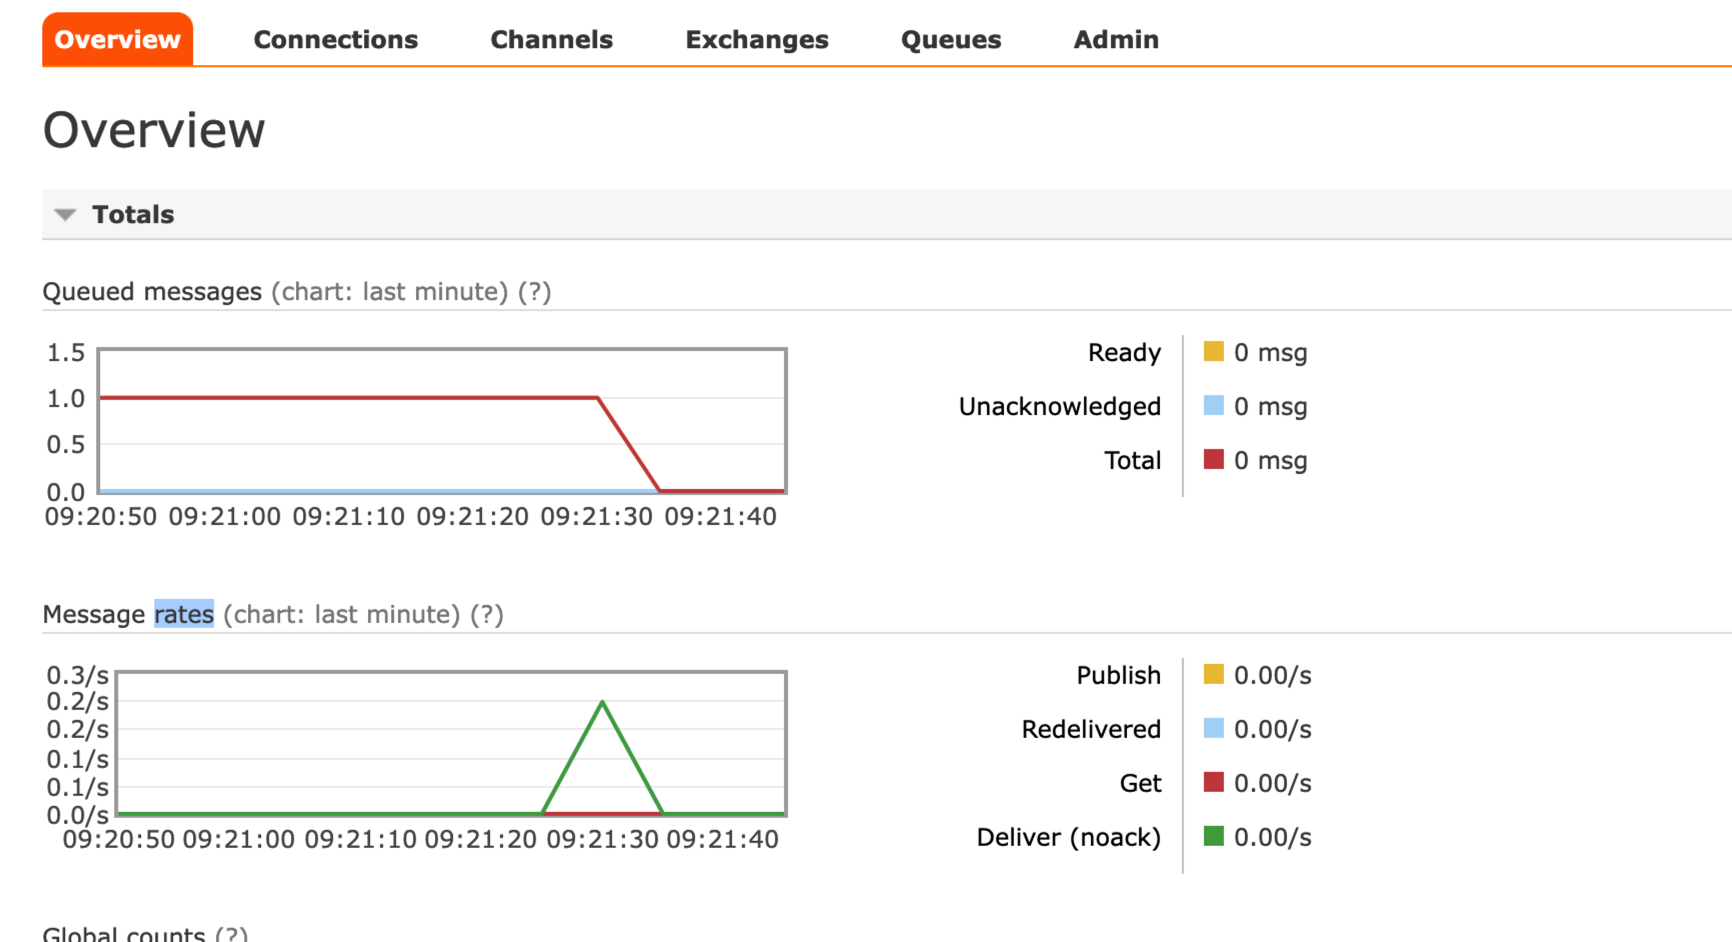 Overview Connections Channels Exchanges Queues Admin
Overview
Totals
Queued messages (chart: last minute) (?)
1.5
1.0
0.5
0.0
09:20:50 09:21:00 09:21:10 09:21:20 09:21:30 09:21:40
Ready 0 msg
Unacknowledged 0 msg
Total 0 msg
Message rates (chart: last minute) (?)
0.3/s
0.2/s
0.2/s
0.1/s
0.1/s
0.0/s
09:20:50 09:21:00 09:21:10 09:21:20 09:21:30 09:21:40
Publish 0.00/s
Redelivered 0.00/s
Get 0.00/s
Deliver (noack) 0.00/s
Global counts (?)